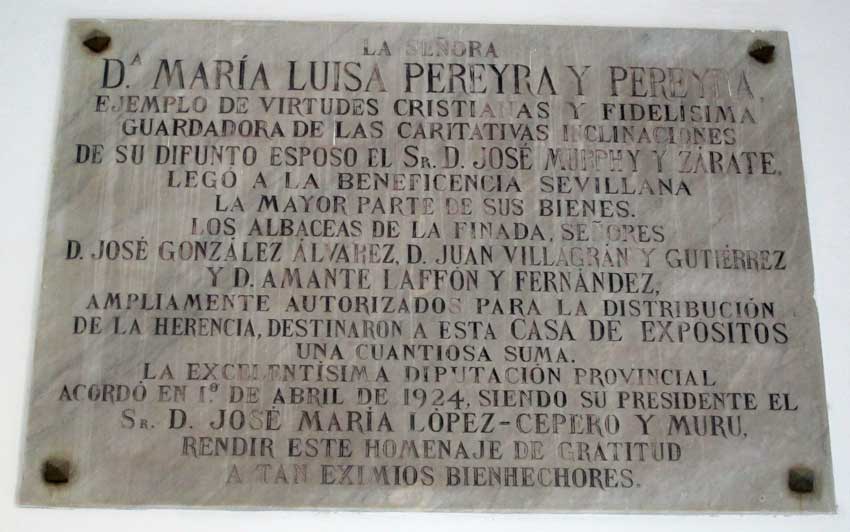 LA SEÑORA
D.ᴬ MARÍA LUISA PEREYRA Y PEREYRA
EJEMPLO DE VIRTUDES CRISTIANAS Y FIDELISIMA
GUARDADORA DE LAS CARITATIVAS INCLINACIONES
DE SU DIFUNTO ESPOSO EL SR. D. JOSÉ MURPHY Y ZÁRATE,
LEGÓ A LA BENEFICENCIA SEVILLANA
LA MAYOR PARTE DE SUS BIENES.
LOS ALBACEAS DE LA FINADA, SEÑORES
D. JOSÉ GONZÁLEZ ÁLVAREZ, D. JUAN VILLAGRÁN Y GUTIÉRREZ
Y D. AMANTE LAFFÓN Y FERNÁNDEZ,
AMPLIAMENTE AUTORIZADOS PARA LA DISTRIBUCIÓN
DE LA HERENCIA, DESTINARON A ESTA CASA DE EXPOSITOS
UNA CUANTIOSA SUMA.
LA EXCELENTÍSIMA DIPUTACIÓN PROVINCIAL
ACORDÓ EN 1.º DE ABRIL DE 1924, SIENDO SU PRESIDENTE EL
SR. D. JOSÉ MARÍA LÓPEZ-CEPERO Y MURU,
RENDIR ESTE HOMENAJE DE GRATITUD
A TAN EXIMIOS BIENHECHORES.